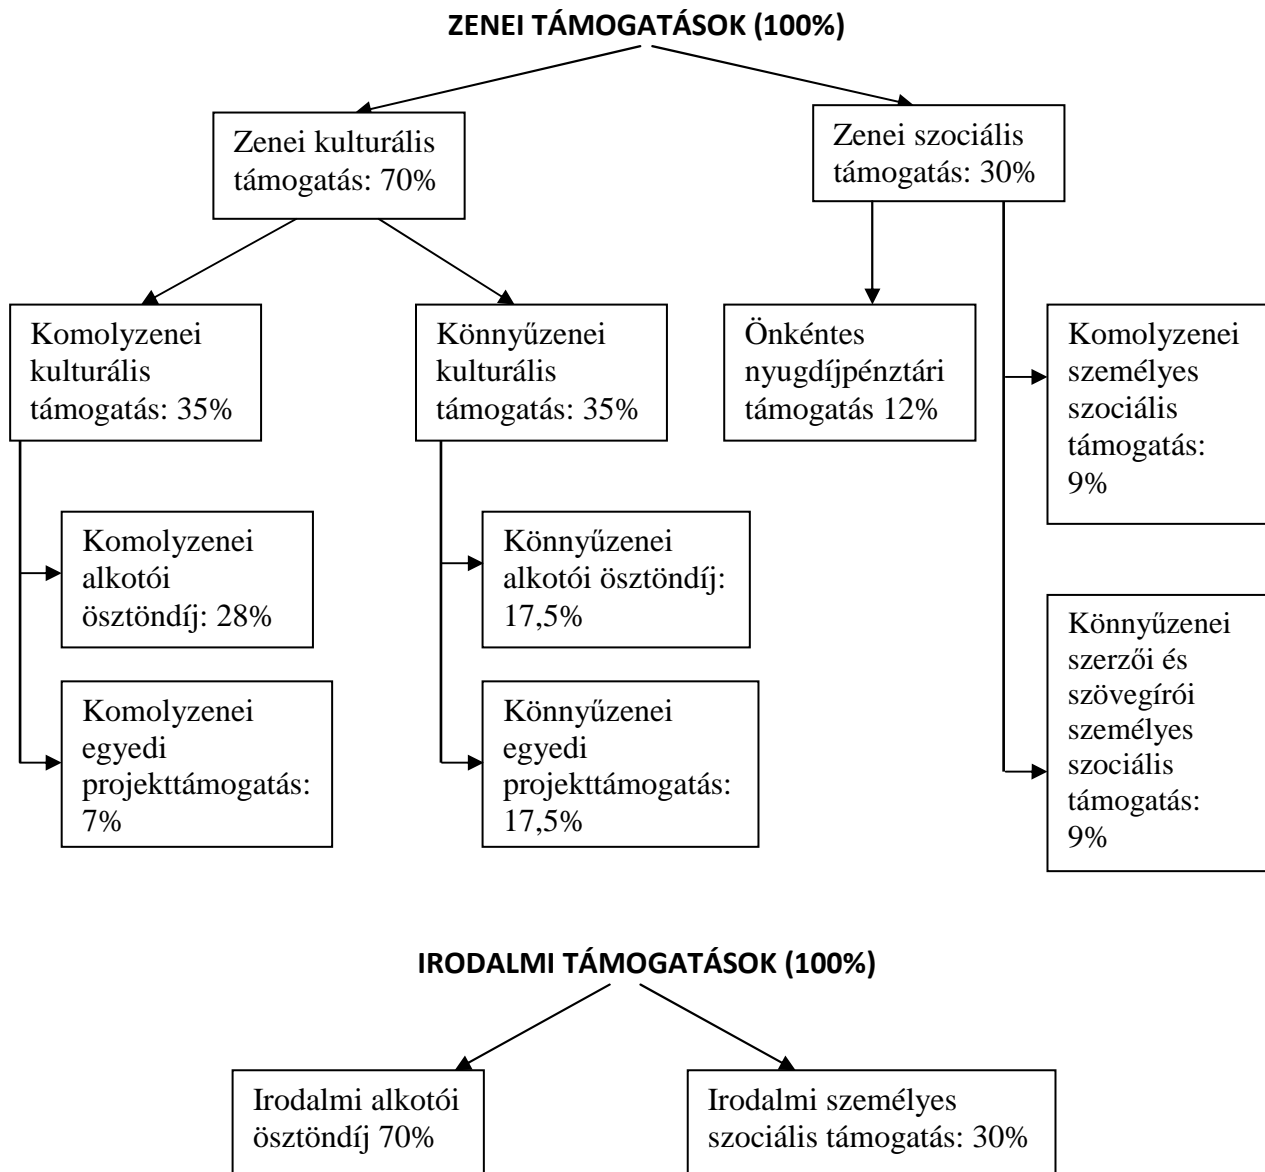 ZENEI TÁMOGATÁSOK (100%)
Zenei kulturális
támogatás: 70%
Zenei szociális
támogatás: 30%
Komolyzenei
kulturális
támogatás: 35%
Könnyűzenei
kulturális
támogatás: 35%
Önkéntes
nyugdíjpénztári
támogatás 12%
Komolyzenei
személyes
szociális
támogatás:
9%
Komolyzenei
alkotói
ösztöndíj: 28%
Könnyűzenei
alkotói ösztöndíj:
17,5%
Könnyűzenei
szerzői és
szövegírói
személyes
szociális
támogatás:
9%
Komolyzenei
egyedi
projekttámogatás:
7%
Könnyűzenei
egyedi
projekttámogatás:
17,5%
IRODALMI TÁMOGATÁSOK (100%)
Irodalmi alkotói
ösztöndíj 70%
Irodalmi személyes
szociális támogatás: 30%